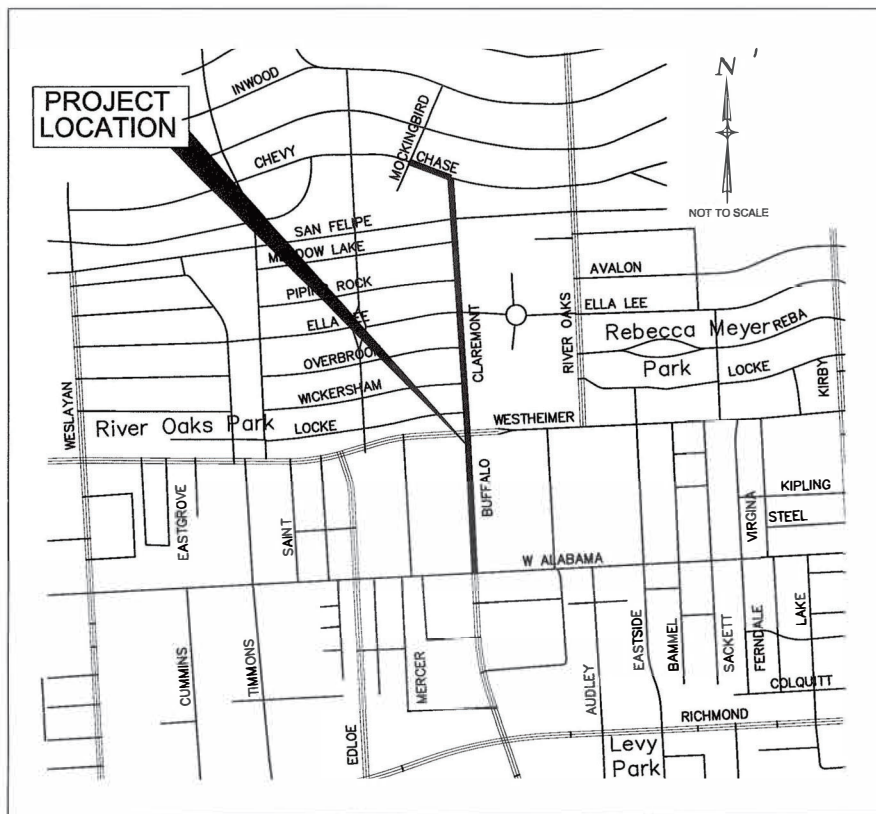 N
INWOOD
PROJECT
LOCATION
MOCKINGBIRD
CHEVY
CHASE
NOT TO SCALE
SAN FELIPE
MEADOW LAKE
AVALON
PIPING ROCK
ELLA LEE
ELLA LEE
Rebecca Meyer
REBA
CLAREMONT
RIVER OAKS
OVERBROOK
Park
LOCKE
KIRBY
WICKERSHAM
WESLAYAN
River Oaks Park
LOCKE
WESTHEIMER
BUFFALO
KIPLING
VIRGINA
STEEL
EASTGROVE
SAINT
W ALABAMA
CUMMINS
TIMMONS
MERCER
AUDLEY
EASTSIDE
BAMMEL
SACKETT
FERNDALE
LAKE
COLQUITT
RICHMOND
EDLOE
Levy
Park